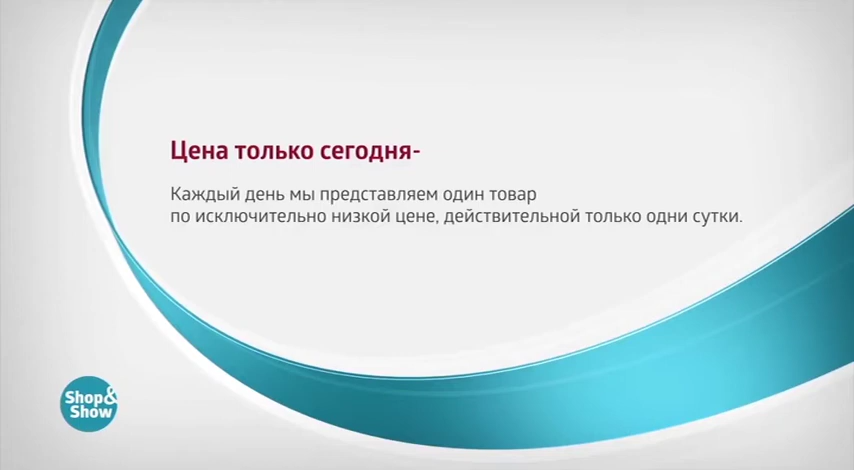 Цена только сегодня-
Каждый день мы представляем один товар
по исключительно низкой цене, действительной только одни сутки.
Shop&
Show